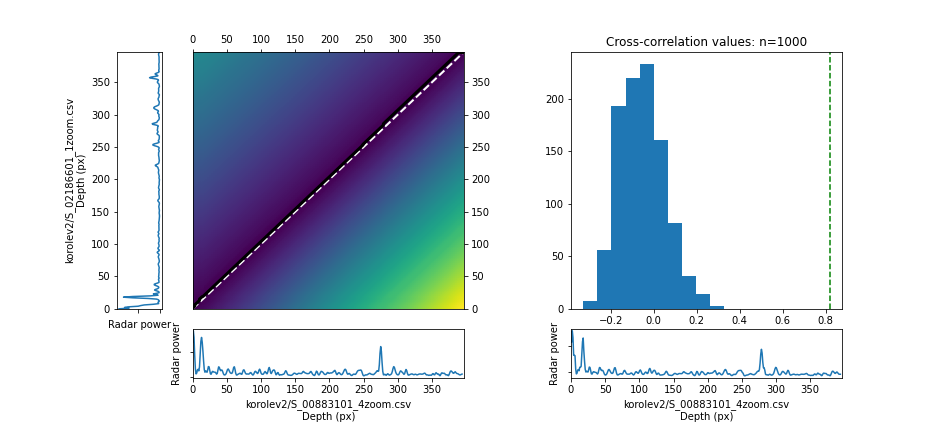 Cross-correlation values: n=1000
0 50 100 150 200 250 300 350
350
300
250
200
150
100
50
0
korolev2/S_02186601_1zoom.csv
Depth (px)
Radar power
350
300
250
200
150
100
50
0
200
150
100
50
0
−0.2 0.0 0.2 0.4 0.6 0.8
Radar power
0 50 100 150 200 250 300 350
korolev2/S_00883101_4zoom.csv
Depth (px)
Radar power
0 50 100 150 200 250 300 350
korolev2/S_00883101_4zoom.csv
Depth (px)